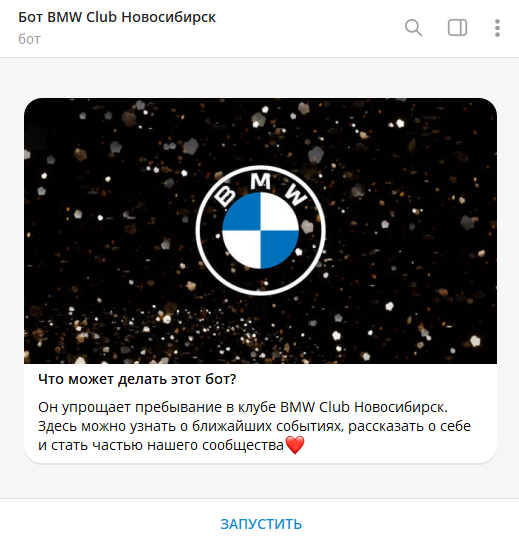 Бот BMW Club Новосибирск
бот
BMW
Что может делать этот бот?
Он упрощает пребывание в клубе BMW Club Новосибирск.
Здесь можно узнать о ближайших событиях, рассказать о себе
и стать частью нашего сообщества❤️
ЗАПУСТИТЬ